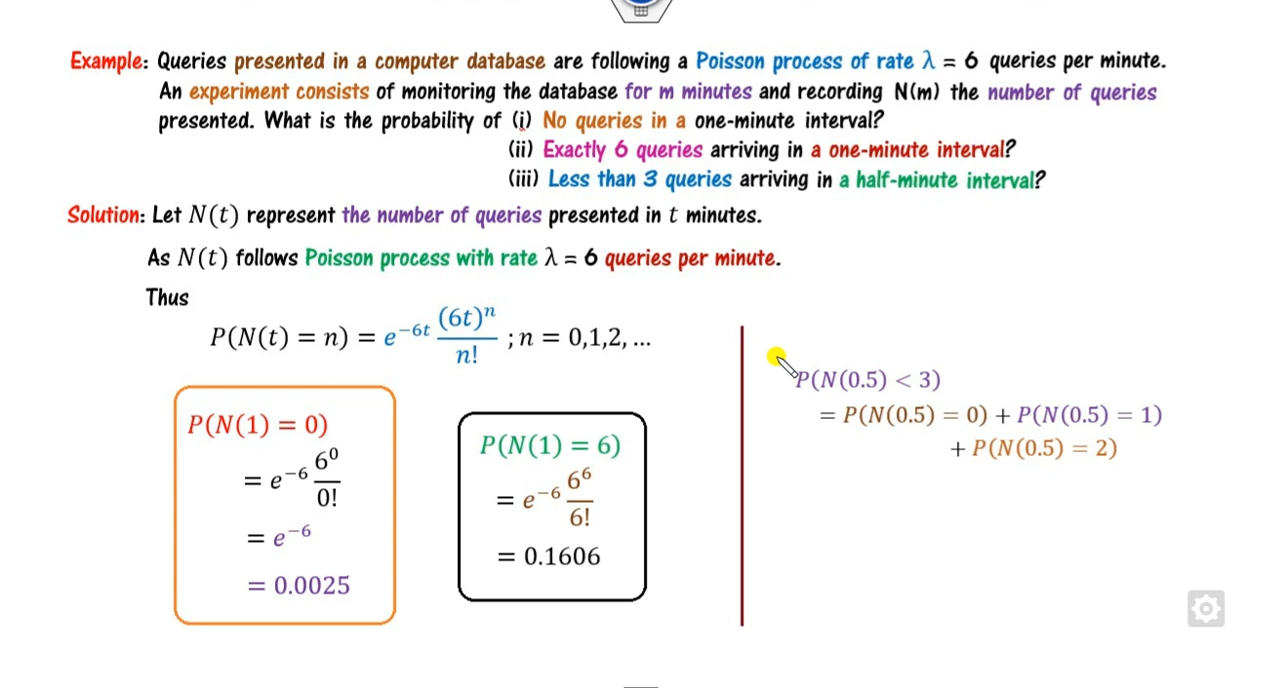 Example: Queries presented in a computer database are following a Poisson process of rate λ = 6 queries per minute.
An experiment consists of monitoring the database for m minutes and recording N(m) the number of queries
presented. What is the probability of (i) No queries in a one-minute interval?
(ii) Exactly 6 queries arriving in a one-minute interval?
(iii) Less than 3 queries arriving in a half-minute interval?
Solution: Let N(t) represent the number of queries presented in t minutes.
As N(t) follows Poisson process with rate λ = 6 queries per minute.
Thus
P(N(t) = n) = e^{-6t} (6t)^n / n! ; n = 0,1,2, ...
P(N(1) = 0)
= e^{-6} 6^0 / 0!
= e^{-6}
= 0.0025
P(N(1) = 6)
= e^{-6} 6^6 / 6!
= 0.1606
P(N(0.5) < 3)
= P(N(0.5) = 0) + P(N(0.5) = 1)
+ P(N(0.5) = 2)